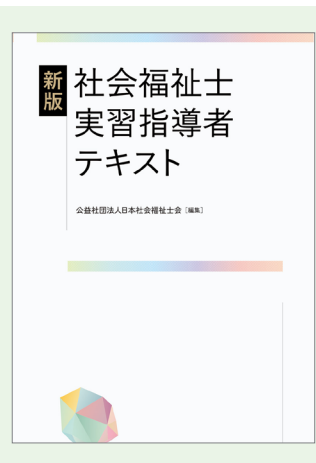 新版
社会福祉士
実習指導者
テキスト
公益社団法人日本社会福祉士会［編集］